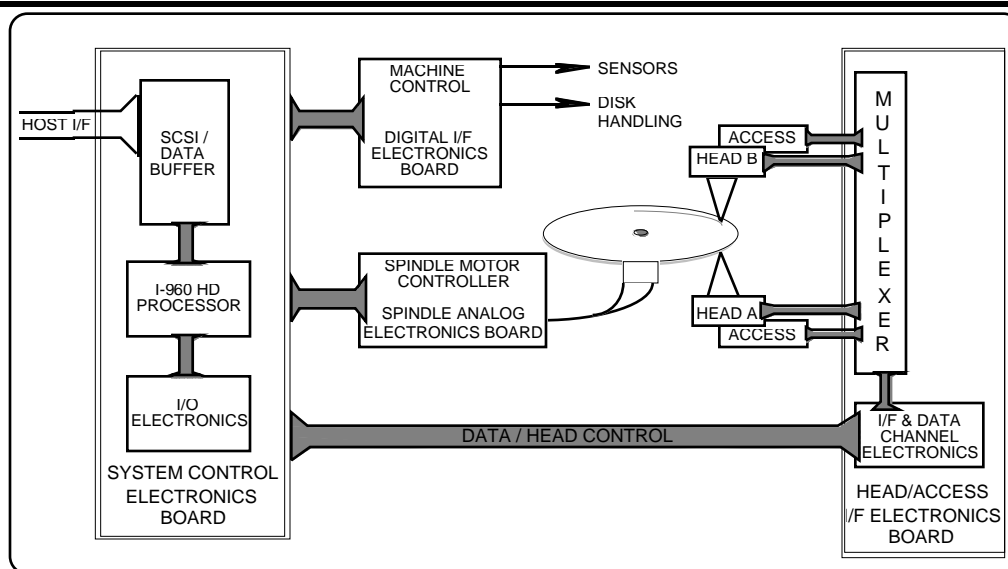 HOST I/F
SCSI /
DATA
BUFFER
I-960 HD
PROCESSOR
I/O
ELECTRONICS
SYSTEM CONTROL
ELECTRONICS
BOARD
MACHINE
CONTROL
DIGITAL I/F
ELECTRONICS
BOARD
SENSORS
DISK
HANDLING
SPINDLE MOTOR
CONTROLLER
SPINDLE ANALOG
ELECTRONICS BOARD
ACCESS
HEAD B
HEAD A
ACCESS
DATA / HEAD CONTROL
M
U
L
T
I
P
L
E
X
E
R
I/F & DATA
CHANNEL
ELECTRONICS
HEAD/ACCESS
I/F ELECTRONICS
BOARD